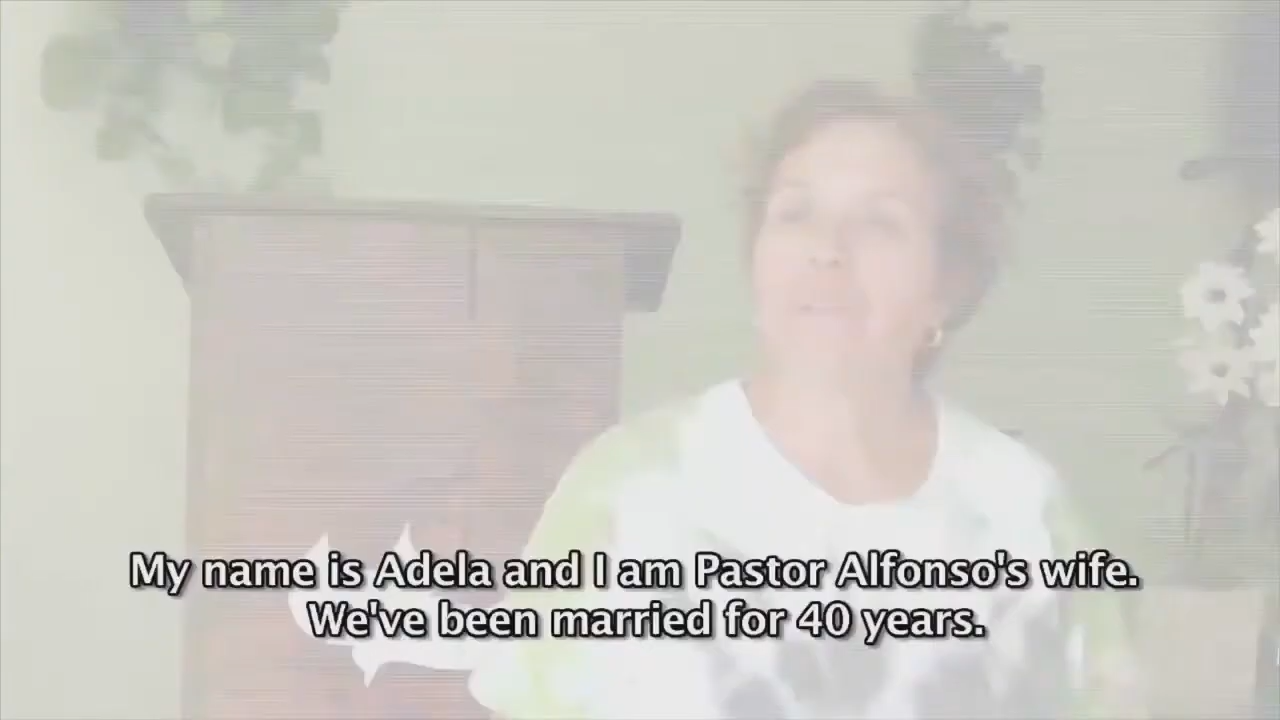 My name is Adela and I am Pastor Alfonso's wife.
We've been married for 40 years.